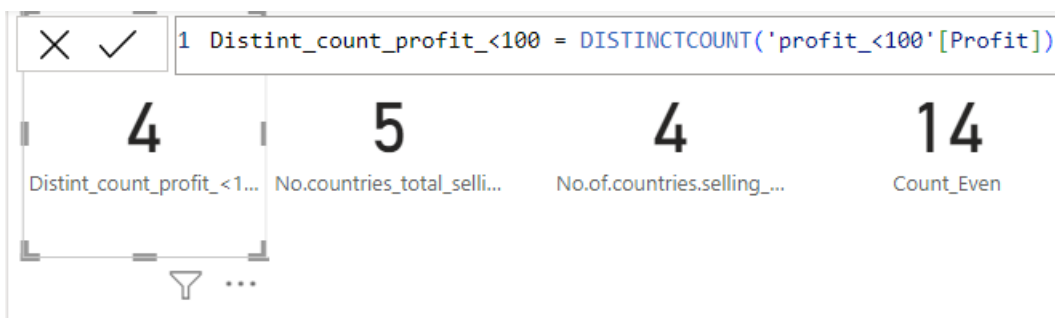 1 Distint_count_profit_<100 = DISTINCTCOUNT('profit_<100'[Profit])
4 5 4 14
Distint_count_profit_<1... No.countries_total_selli... No.of.countries.selling_... Count_Even